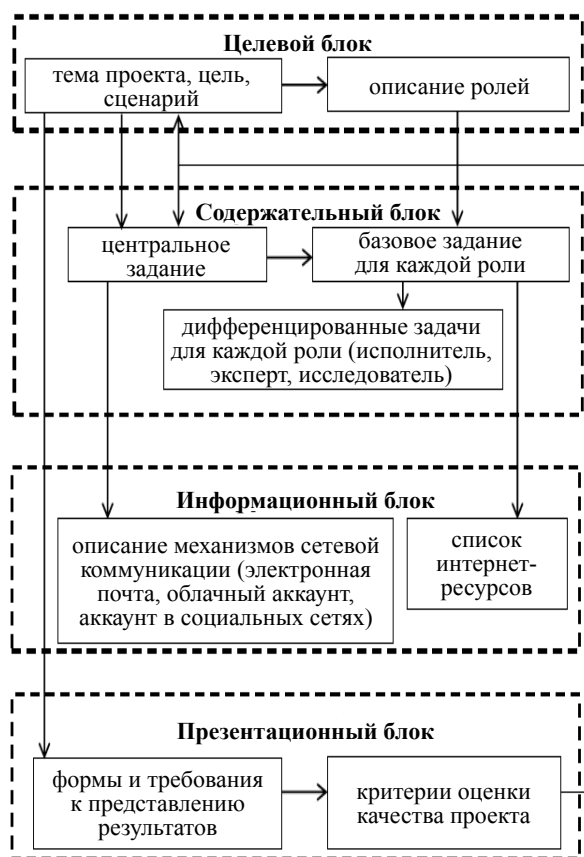 Целевой блок
тема проекта, цель,
сценарий
описание ролей
Содержательный блок
центральное
задание
базовое задание
для каждой роли
дифференцированные задачи
для каждой роли (исполнитель,
эксперт, исследователь)
Информационный блок
описание механизмов сетевой
коммуникации (электронная
почта, облачный аккаунт,
аккаунт в социальных сетях)
список
интернет-
ресурсов
Презентационный блок
формы и требования
к представлению
результатов
критерии оценки
качества проекта